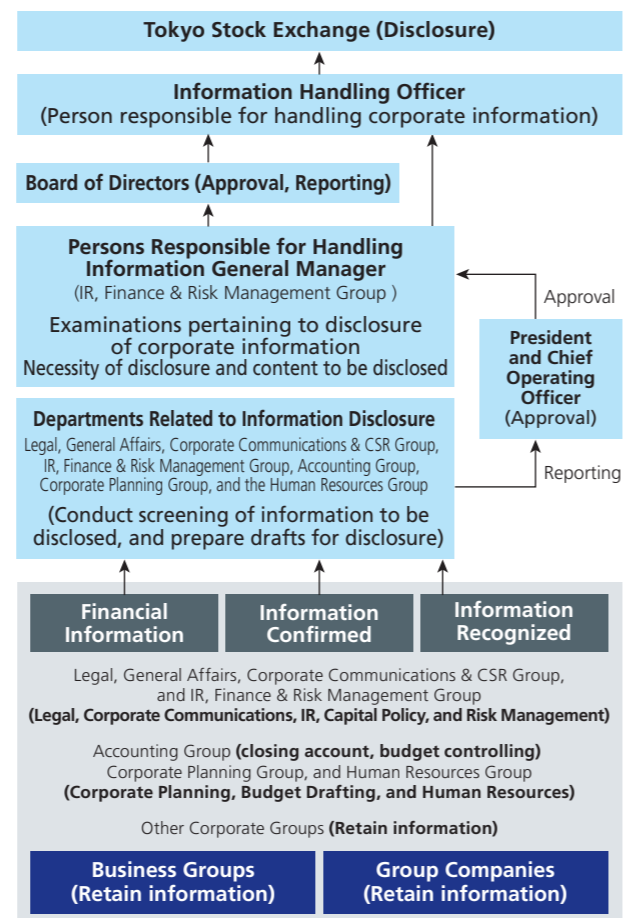 Tokyo Stock Exchange (Disclosure)
Information Handling Officer
(Person responsible for handling corporate information)
Board of Directors (Approval, Reporting)
Persons Responsible for Handling
Information General Manager
(IR, Finance & Risk Management Group )
Examinations pertaining to disclosure
of corporate information
Necessity of disclosure and content to be disclosed
Approval
President
and Chief
Operating
Officer
(Approval)
Reporting
Departments Related to Information Disclosure
Legal, General Affairs, Corporate Communications & CSR Group,
IR, Finance & Risk Management Group, Accounting Group,
Corporate Planning Group, and the Human Resources Group
(Conduct screening of information to be
disclosed, and prepare drafts for disclosure)
Financial
Information
Information
Confirmed
Information
Recognized
Legal, General Affairs, Corporate Communications & CSR Group,
and IR, Finance & Risk Management Group
(Legal, Corporate Communications, IR, Capital Policy, and Risk Management)
Accounting Group (closing account, budget controlling)
Corporate Planning Group, and Human Resources Group
(Corporate Planning, Budget Drafting, and Human Resources)
Other Corporate Groups (Retain information)
Business Groups
(Retain information)
Group Companies
(Retain information)